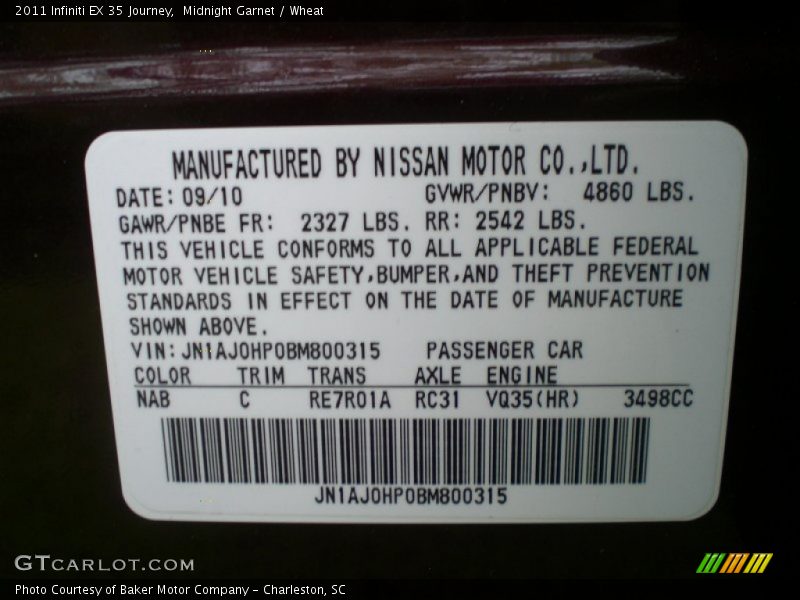 2011 Infiniti EX 35 Journey, Midnight Garnet / Wheat
MANUFACTURED BY NISSAN MOTOR CO.,LTD.
DATE: 09/10 GVWR/PNBV: 4860 LBS.
GAWR/PNBE FR: 2327 LBS. RR: 2542 LBS.
THIS VEHICLE CONFORMS TO ALL APPLICABLE FEDERAL
MOTOR VEHICLE SAFETY,BUMPER,AND THEFT PREVENTION
STANDARDS IN EFFECT ON THE DATE OF MANUFACTURE
SHOWN ABOVE.
VIN: JN1AJ0HP0BM800315 PASSENGER CAR
COLOR TRIM TRANS AXLE ENGINE
NAB C RE7R01A RC31 VQ35(HR) 3498CC
JN1AJ0HP0BM800315
GTCARLOT.COM
Photo Courtesy of Baker Motor Company - Charleston, SC